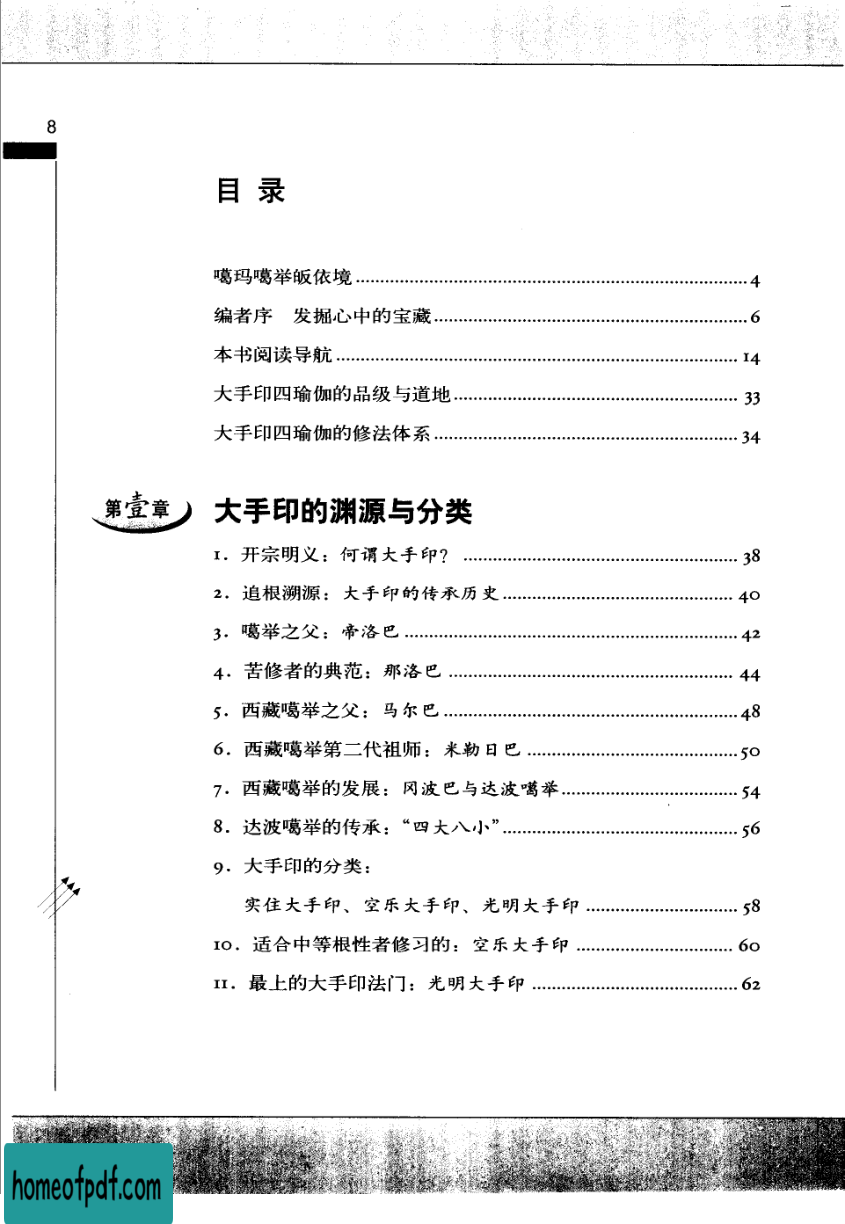 8
目 录
噶玛噶举皈依境 4
编者序 发掘心中的宝藏 6
本书阅读导航 14
大手印四瑜伽的品级与道地 33
大手印四瑜伽的修法体系 34
第壹章 大手印的渊源与分类
1. 开宗明义：何谓大手印？ 38
2. 追根溯源：大手印的传承历史 40
3. 噶举之父：帝洛巴 42
4. 苦修者的典范：那洛巴 44
5. 西藏噶举之父：马尔巴 48
6. 西藏噶举第二代祖师：米勒日巴 50
7. 西藏噶举的发展：冈波巴与达波噶举 54
8. 达波噶举的传承：“四大八小” 56
9. 大手印的分类：
实住大手印、空乐大手印、光明大手印 58
10. 适合中等根性者修习的：空乐大手印 60
11. 最上的大手印法门：光明大手印 62
homeofpdf.com